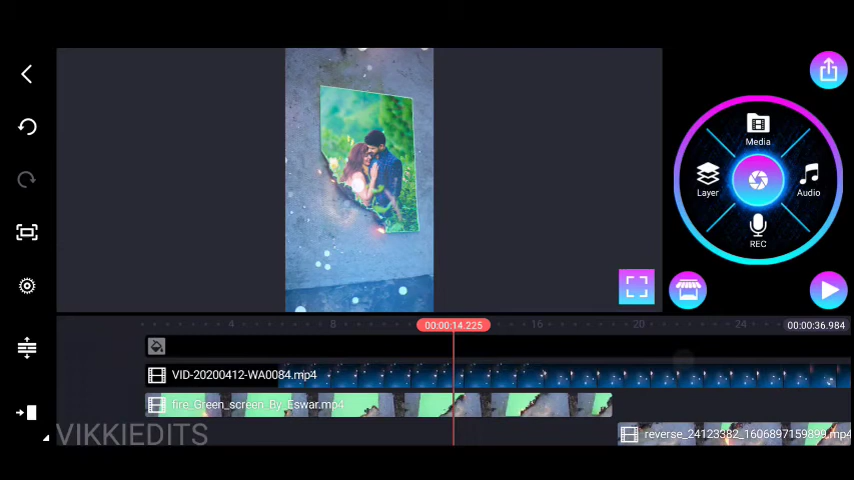 Media
Layer
Audio
REC
00:00:14.225
4
8
16
20
24
00:00:36.984
VID-20200412-WA0084.mp4
fire_Green_screen_By_Eswar.mp4
reverse_24123382_1606897159899.mp4
VIKKIEDITS